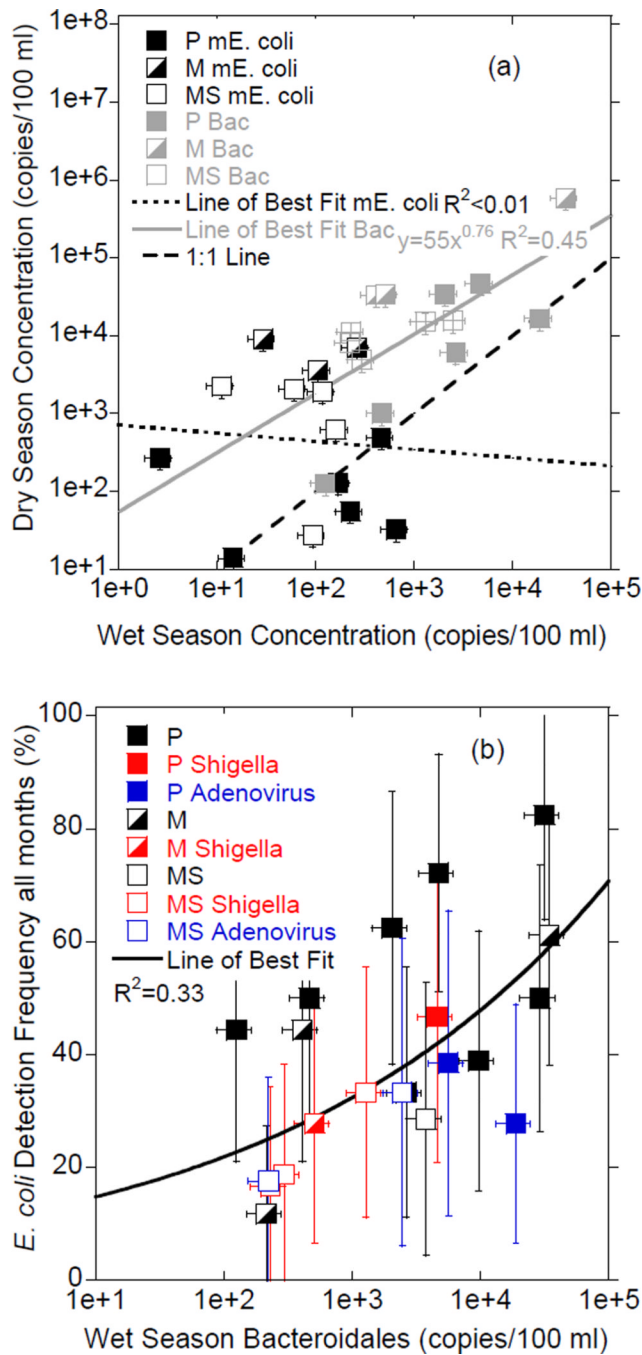 1e+8
1e+7
1e+6
1e+5
1e+4
1e+3
1e+2
1e+1
Dry Season Concentration (copies/100 ml)
(a)
P mE. coli
M mE. coli
MS mE. coli
P Bac
M Bac
MS Bac
Line of Best Fit mE. coli R²<0.01
Line of Best Fit Bac y=55x^0.76 R²=0.45
1:1 Line
1e+0 1e+1 1e+2 1e+3 1e+4 1e+5
Wet Season Concentration (copies/100 ml)
100
80
60
40
20
0
E. coli Detection Frequency all months (%)
(b)
P
P Shigella
P Adenovirus
M
M Shigella
MS
MS Shigella
MS Adenovirus
Line of Best Fit
R²=0.33
1e+1 1e+2 1e+3 1e+4 1e+5
Wet Season Bacteroidales (copies/100 ml)